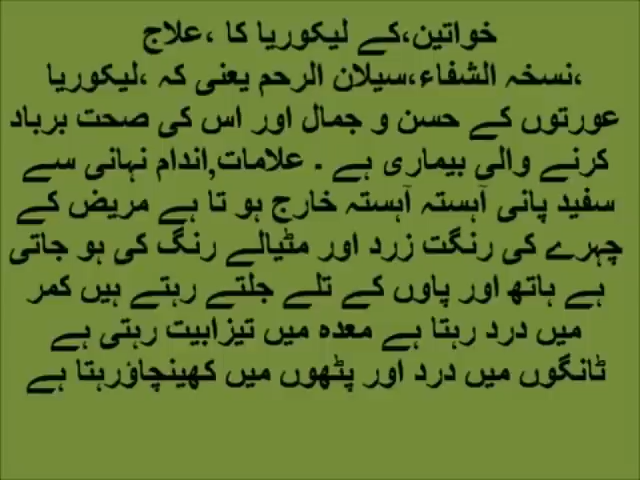 خواتین،کے لیکوریا کا ،علاج
،نسخہ الشفاء،سیلان الرحم یعنی کہ ،لیکوریا
عورتوں کے حسن و جمال اور اس کی صحت برباد
کرنے والی بیماری ہے ۔ علامات,اندام نہانی سے
سفید پانی آہستہ آہستہ خارج ہو تا ہے مریض کے
چہرے کی رنگت زرد اور مٹیالے رنگ کی ہو جاتی
ہے ہاتھ اور پاوں کے تلے جلتے رہتے ہیں کمر
میں درد رہتا ہے معدہ میں تیزابیت رہتی ہے
ٹانگوں میں درد اور پٹھوں میں کھینچاؤرہتا ہے